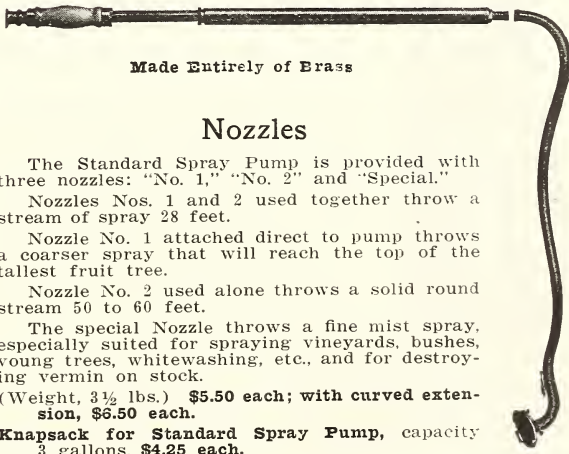 Made Entirely of Brass
Nozzles
The Standard Spray Pump is provided with
three nozzles: “No. 1,” “No. 2” and “Special.”
Nozzles Nos. 1 and 2 used together throw a
stream of spray 28 feet.
Nozzle No. 1 attached direct to pump throws
a coarser spray that will reach the top of the
tallest fruit tree.
Nozzle No. 2 used alone throws a solid round
stream 50 to 60 feet.
The special Nozzle throws a fine mist spray,
especially suited for spraying vineyards, bushes,
young trees, whitewashing, etc., and for destroy-
ing vermin on stock.
(Weight, 3½ lbs.) $5.50 each; with curved exten-
sion, $6.50 each.
Knapsack for Standard Spray Pump, capacity
3 gallons $4.25 each.